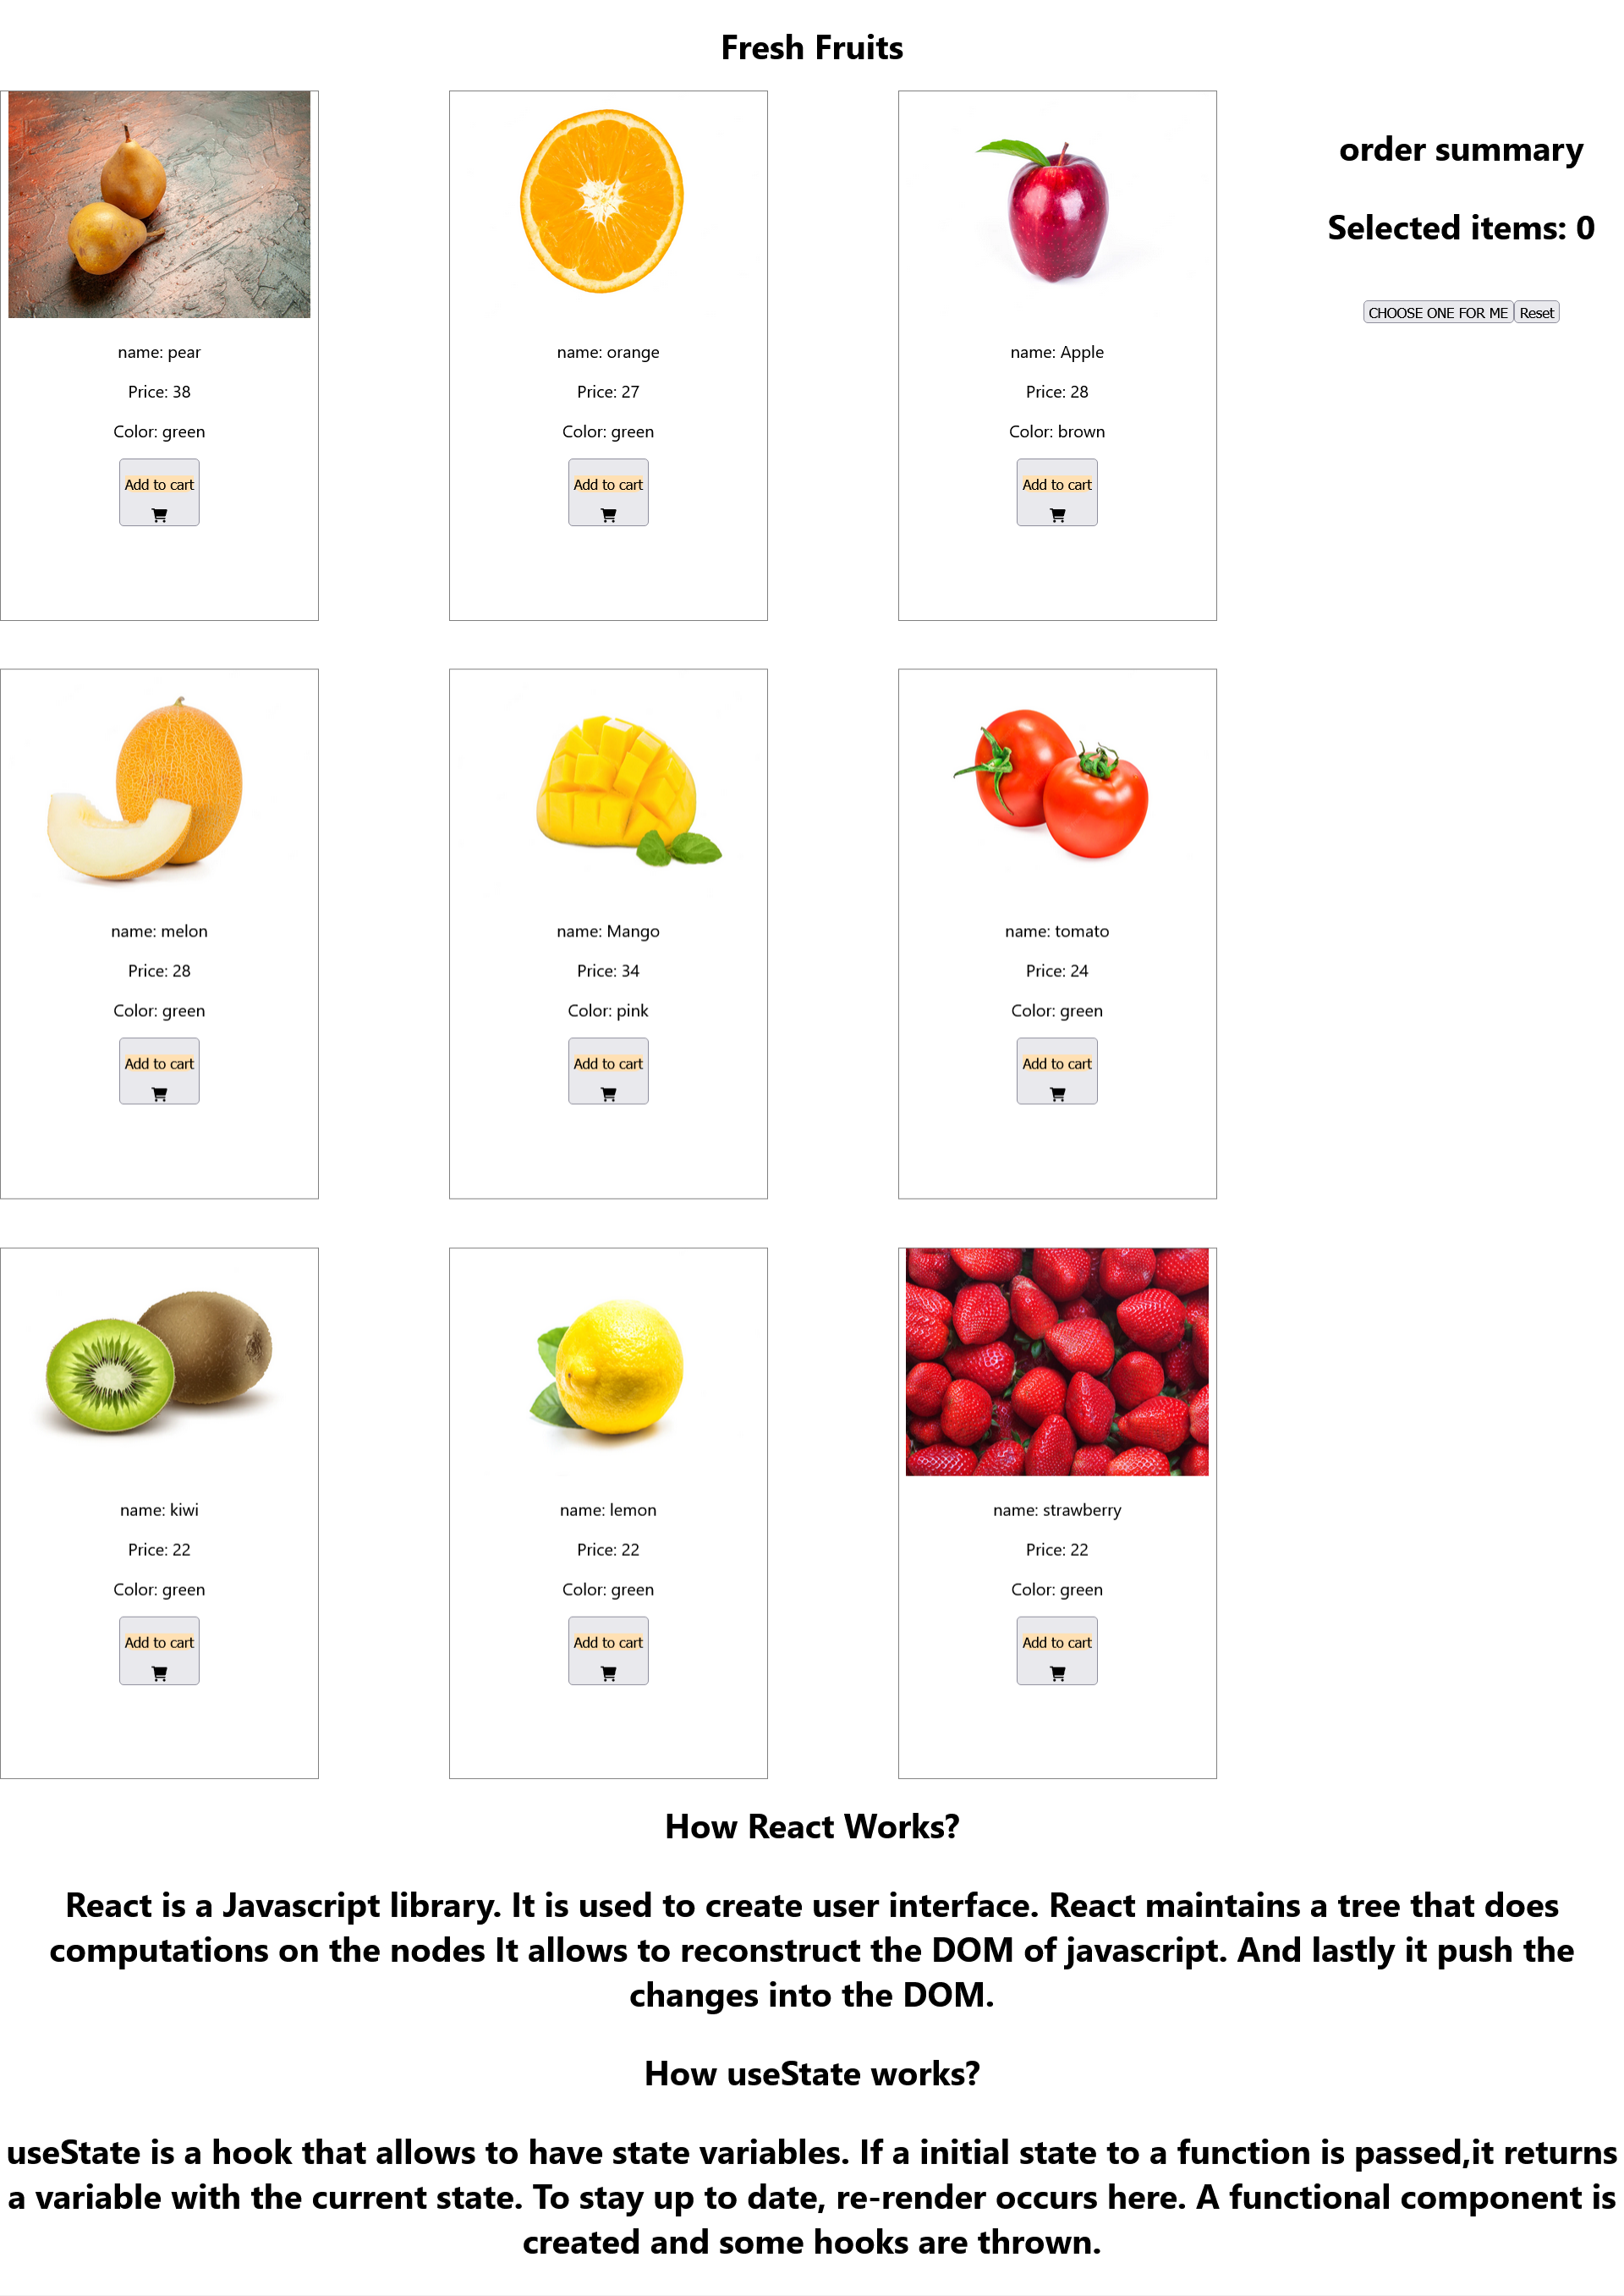 Fresh Fruits
name: pear
Price: 38
Color: green
Add to cart
name: orange
Price: 27
Color: green
Add to cart
name: Apple
Price: 28
Color: brown
Add to cart
order summary
Selected items: 0
CHOOSE ONE FOR ME Reset
name: melon
Price: 28
Color: green
Add to cart
name: Mango
Price: 34
Color: pink
Add to cart
name: tomato
Price: 24
Color: green
Add to cart
name: kiwi
Price: 22
Color: green
Add to cart
name: lemon
Price: 22
Color: green
Add to cart
name: strawberry
Price: 22
Color: green
Add to cart
How React Works?
React is a Javascript library. It is used to create user interface. React maintains a tree that does
computations on the nodes It allows to reconstruct the DOM of javascript. And lastly it push the
changes into the DOM.
How useState works?
useState is a hook that allows to have state variables. If a initial state to a function is passed,it returns
a variable with the current state. To stay up to date, re-render occurs here. A functional component is
created and some hooks are thrown.